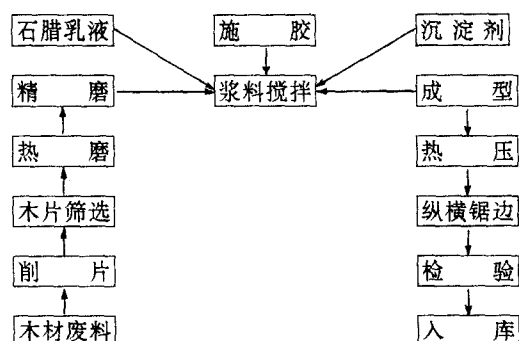 石腊乳液 施胶 沉淀剂
精磨 浆料搅拌 成型
热磨 热压
木片筛选 纵横锯边
削片 检验
木材废料 入库